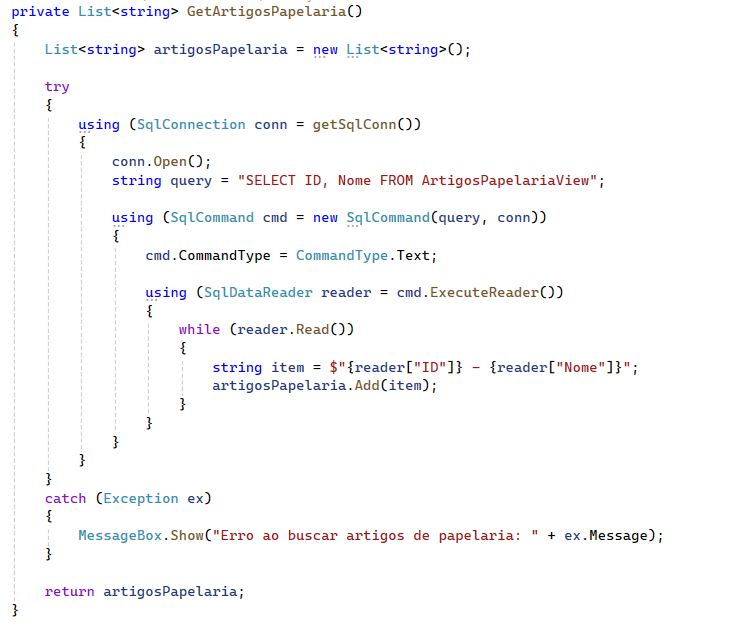 private List<string> GetArtigosPapelaria()
{
    List<string> artigosPapelaria = new List<string>();

    try
    {
        using (SqlConnection conn = getSqlConn())
        {
            conn.Open();
            string query = "SELECT ID, Nome FROM ArtigosPapelariaView";

            using (SqlCommand cmd = new SqlCommand(query, conn))
            {
                cmd.CommandType = CommandType.Text;

                using (SqlDataReader reader = cmd.ExecuteReader())
                {
                    while (reader.Read())
                    {
                        string item = $"{reader["ID"]} - {reader["Nome"]}";
                        artigosPapelaria.Add(item);
                    }
                }
            }
        }
    }
    catch (Exception ex)
    {
        MessageBox.Show("Erro ao buscar artigos de papelaria: " + ex.Message);
    }

    return artigosPapelaria;
}